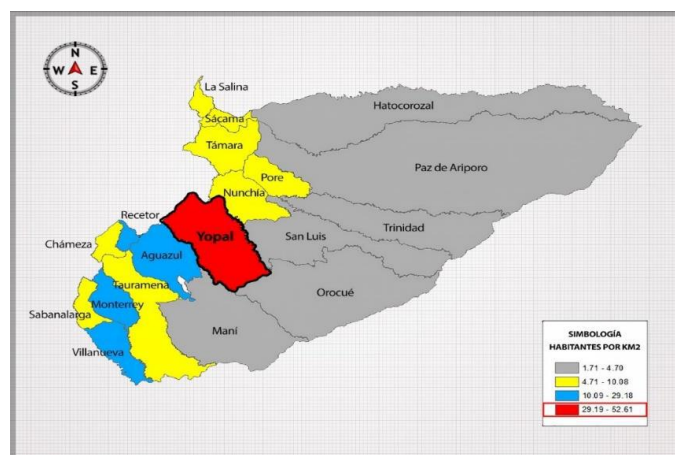 N
W E
S
La Salina
Hatocorozal
Sácama
Támara
Paz de Ariporo
Pore
Nunchía
Recetor
Trinidad
Yopal
San Luis
Chámeza
Aguazul
Tauramena
Orocué
Monterrey
Sabanalarga
Maní
Villanueva
SIMBOLOGÍA
HABITANTES POR KM2
1.71 - 4.70
4.71 - 10.08
10.09 - 29.18
29.19 - 52.61